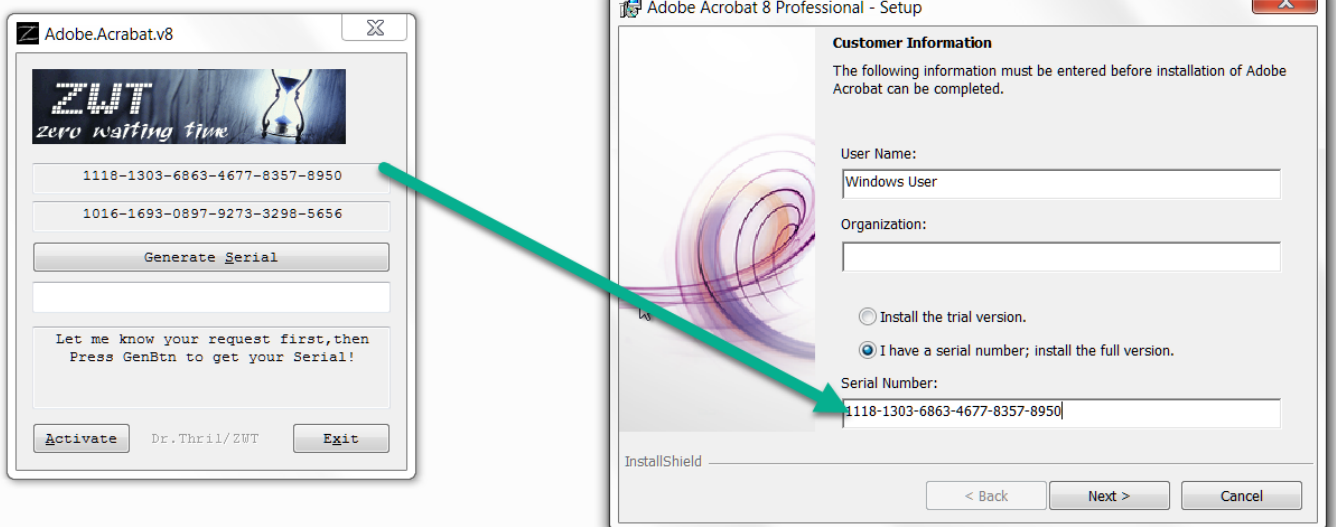 Adobe.Acrabat.v8
ZWT
zero waiting time
1118-1303-6863-4677-8357-8950
1016-1693-0897-9273-3298-5656
Generate Serial
Let me know your request first,then
Press GenBtn to get your Serial!
Activate
Dr.Thril/ZWT
Exit
Adobe Acrobat 8 Professional - Setup
Customer Information
The following information must be entered before installation of Adobe
Acrobat can be completed.
User Name:
Windows User
Organization:
Install the trial version.
I have a serial number; install the full version.
Serial Number:
1118-1303-6863-4677-8357-8950
InstallShield
< Back
Next >
Cancel